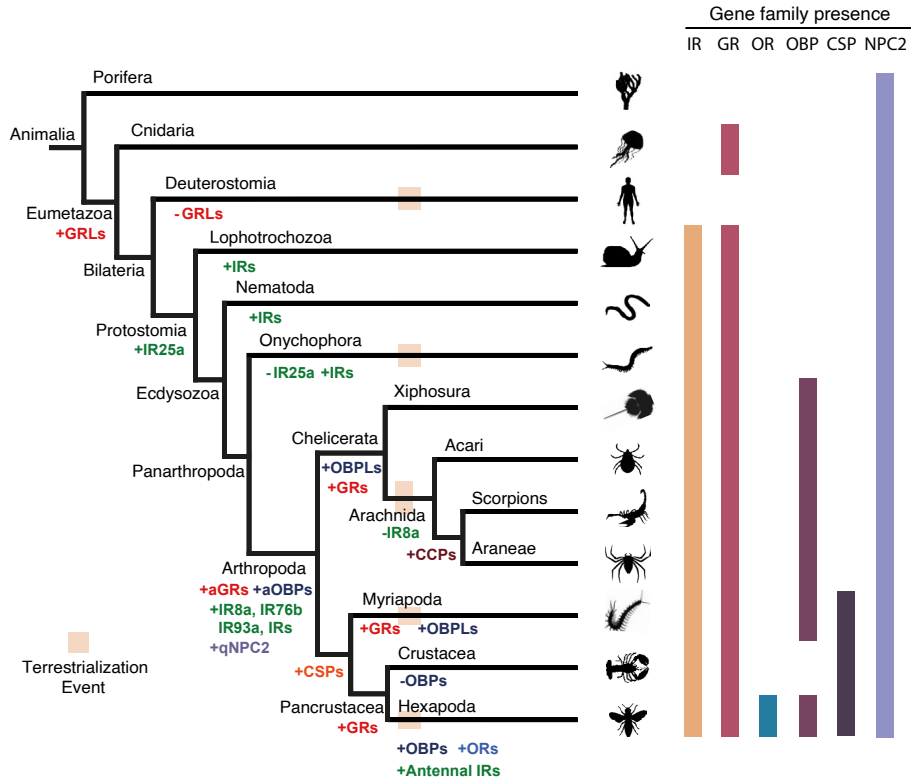 Gene family presence
IR GR OR OBP CSP NPC2
Porifera
Animalia
Cnidaria
Deuterostomia
Eumetazoa
+GRLs
-GRLs
Lophotrochozoa
Bilateria
+IRs
Nematoda
+IRs
Protostomia
+IR25a
Onychophora
-IR25a +IRs
Ecdysozoa
Xiphosura
Chelicerata
Acari
Panarthropoda
+OBPLs
+GRs
Scorpions
Arachnida
-IR8a
Araneae
+CCPs
Arthropoda
+aGRs +aOBPs
+IR8a, IR76b
IR93a, IRs
+qNPC2
Myriapoda
+GRs +OBPLs
Crustacea
+CSPs
-OBPs
Pancrustacea
+GRs
Hexapoda
+OBPs +ORs
+Antennal IRs
Terrestrialization
Event